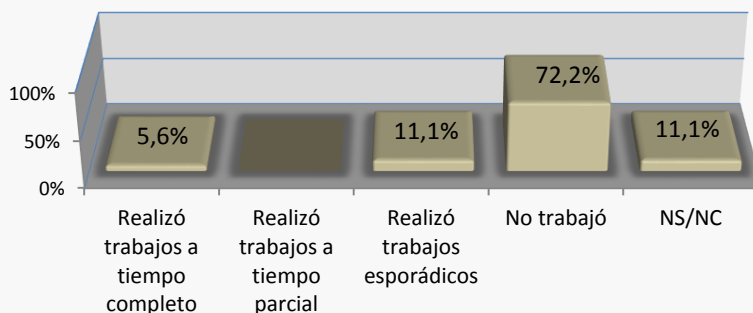 100%
50%
0%
5,6%
11,1%
72,2%
11,1%
Realizó
trabajos a
tiempo
completo
Realizó
trabajos a
tiempo
parcial
Realizó
trabajos
esporádicos
No trabajó
NS/NC